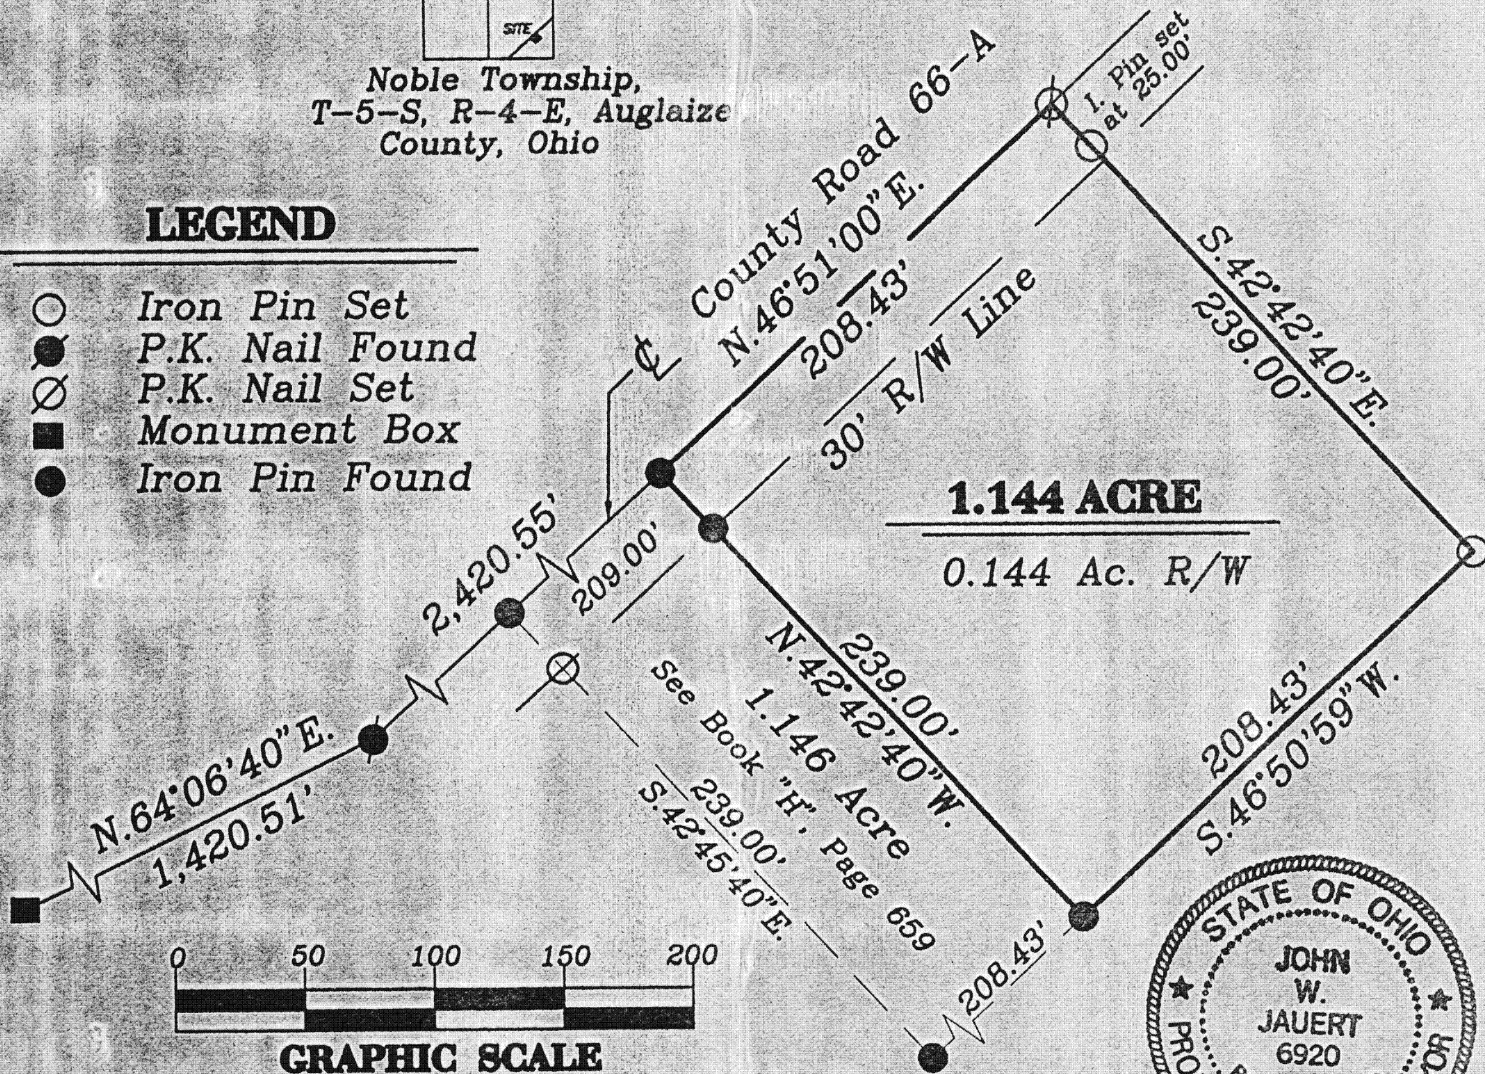 SITE
Noble Township,
T-5-S, R-4-E, Auglaize
County, Ohio
LEGEND
Iron Pin Set
P.K. Nail Found
P.K. Nail Set
Monument Box
Iron Pin Found
County Road 66-A
N.46°51'00"E.
208.43'
30' R/W Line
I. Pin set
at 25.00'
S.42°42'40"E.
239.00'
1.144 ACRE
0.144 Ac. R/W
2,420.55'
209.00'
N.64°06'40"E.
1,420.51'
239.00'
N.42°42'40"W.
See Book "H", Page 659
1.146 Acre
239.00'
S.42°45'40"E.
208.43'
S.46°50'59"W.
208.43'
0 50 100 150 200
GRAPHIC SCALE
STATE OF OHIO
JOHN
W.
JAUERT
6920